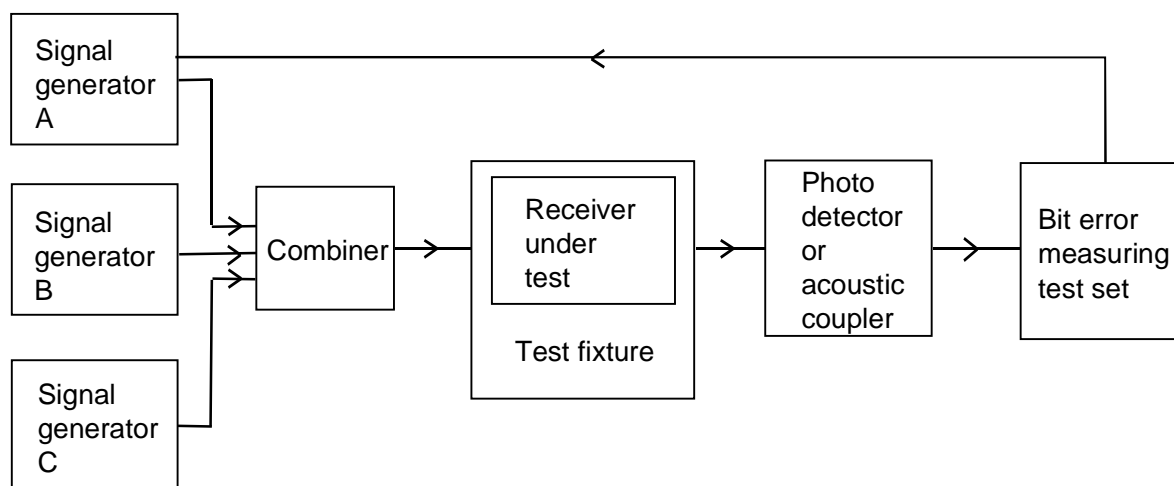 Signal
generator
A
Signal
generator
B
Signal
generator
C
Combiner
Receiver
under
test
Test fixture
Photo
detector
or
acoustic
coupler
Bit error
measuring
test set